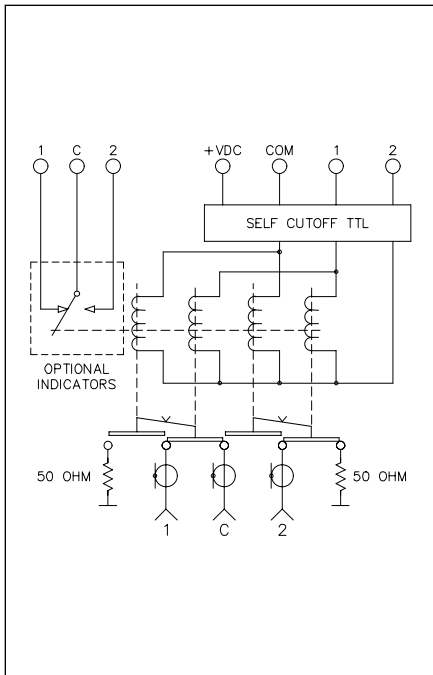 1 C 2 +VDC COM 1 2
SELF CUTOFF TTL
OPTIONAL
INDICATORS
50 OHM 50 OHM
1 C 2